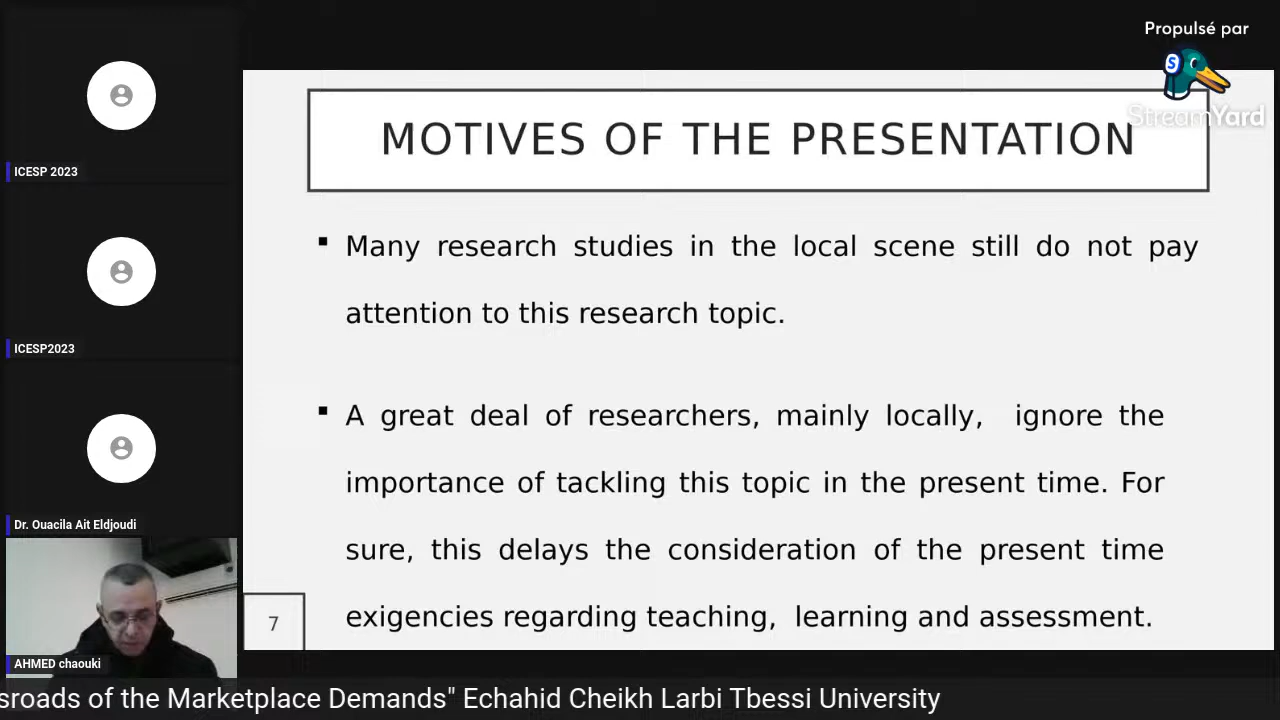 Propulsé par
StreamYard
MOTIVES OF THE PRESENTATION
▪ Many research studies in the local scene still do not pay
attention to this research topic.
▪ A great deal of researchers, mainly locally, ignore the
importance of tackling this topic in the present time. For
sure, this delays the consideration of the present time
exigencies regarding teaching, learning and assessment.
7
ICESP 2023
ICESP2023
Dr. Ouacila Ait Eldjoudi
AHMED chaouki
sroads of the Marketplace Demands" Echahid Cheikh Larbi Tbessi University